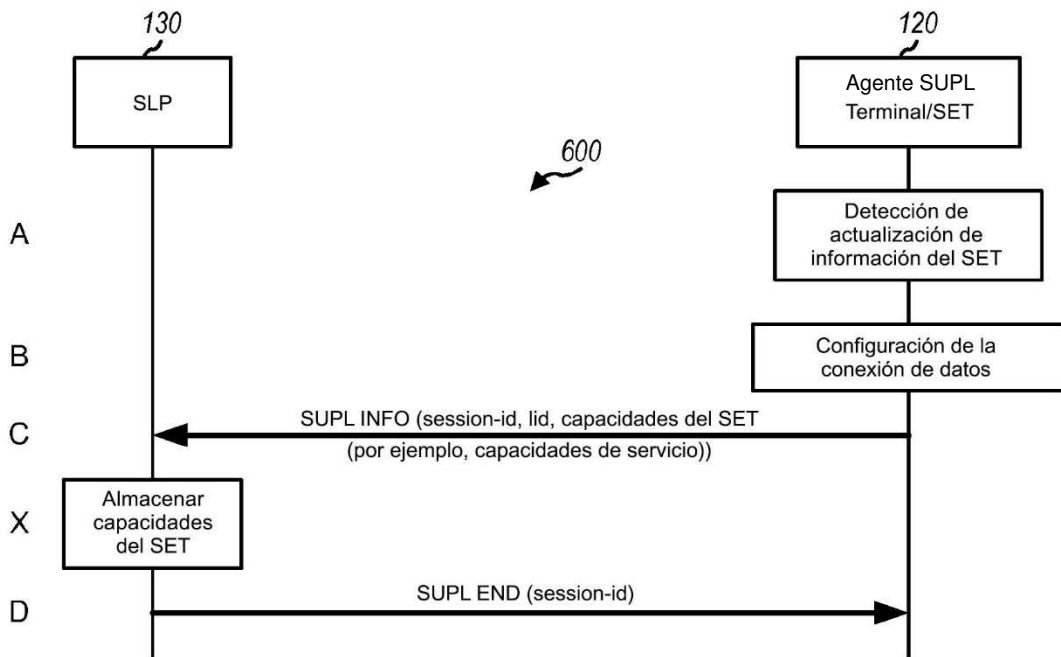 130
120
SLP
Agente SUPL
Terminal/SET
600
A
Detección de
actualización de
información del SET
B
Configuración de la
conexión de datos
C
SUPL INFO (session-id, lid, capacidades del SET
(por ejemplo, capacidades de servicio))
X
Almacenar
capacidades
del SET
D
SUPL END (session-id)